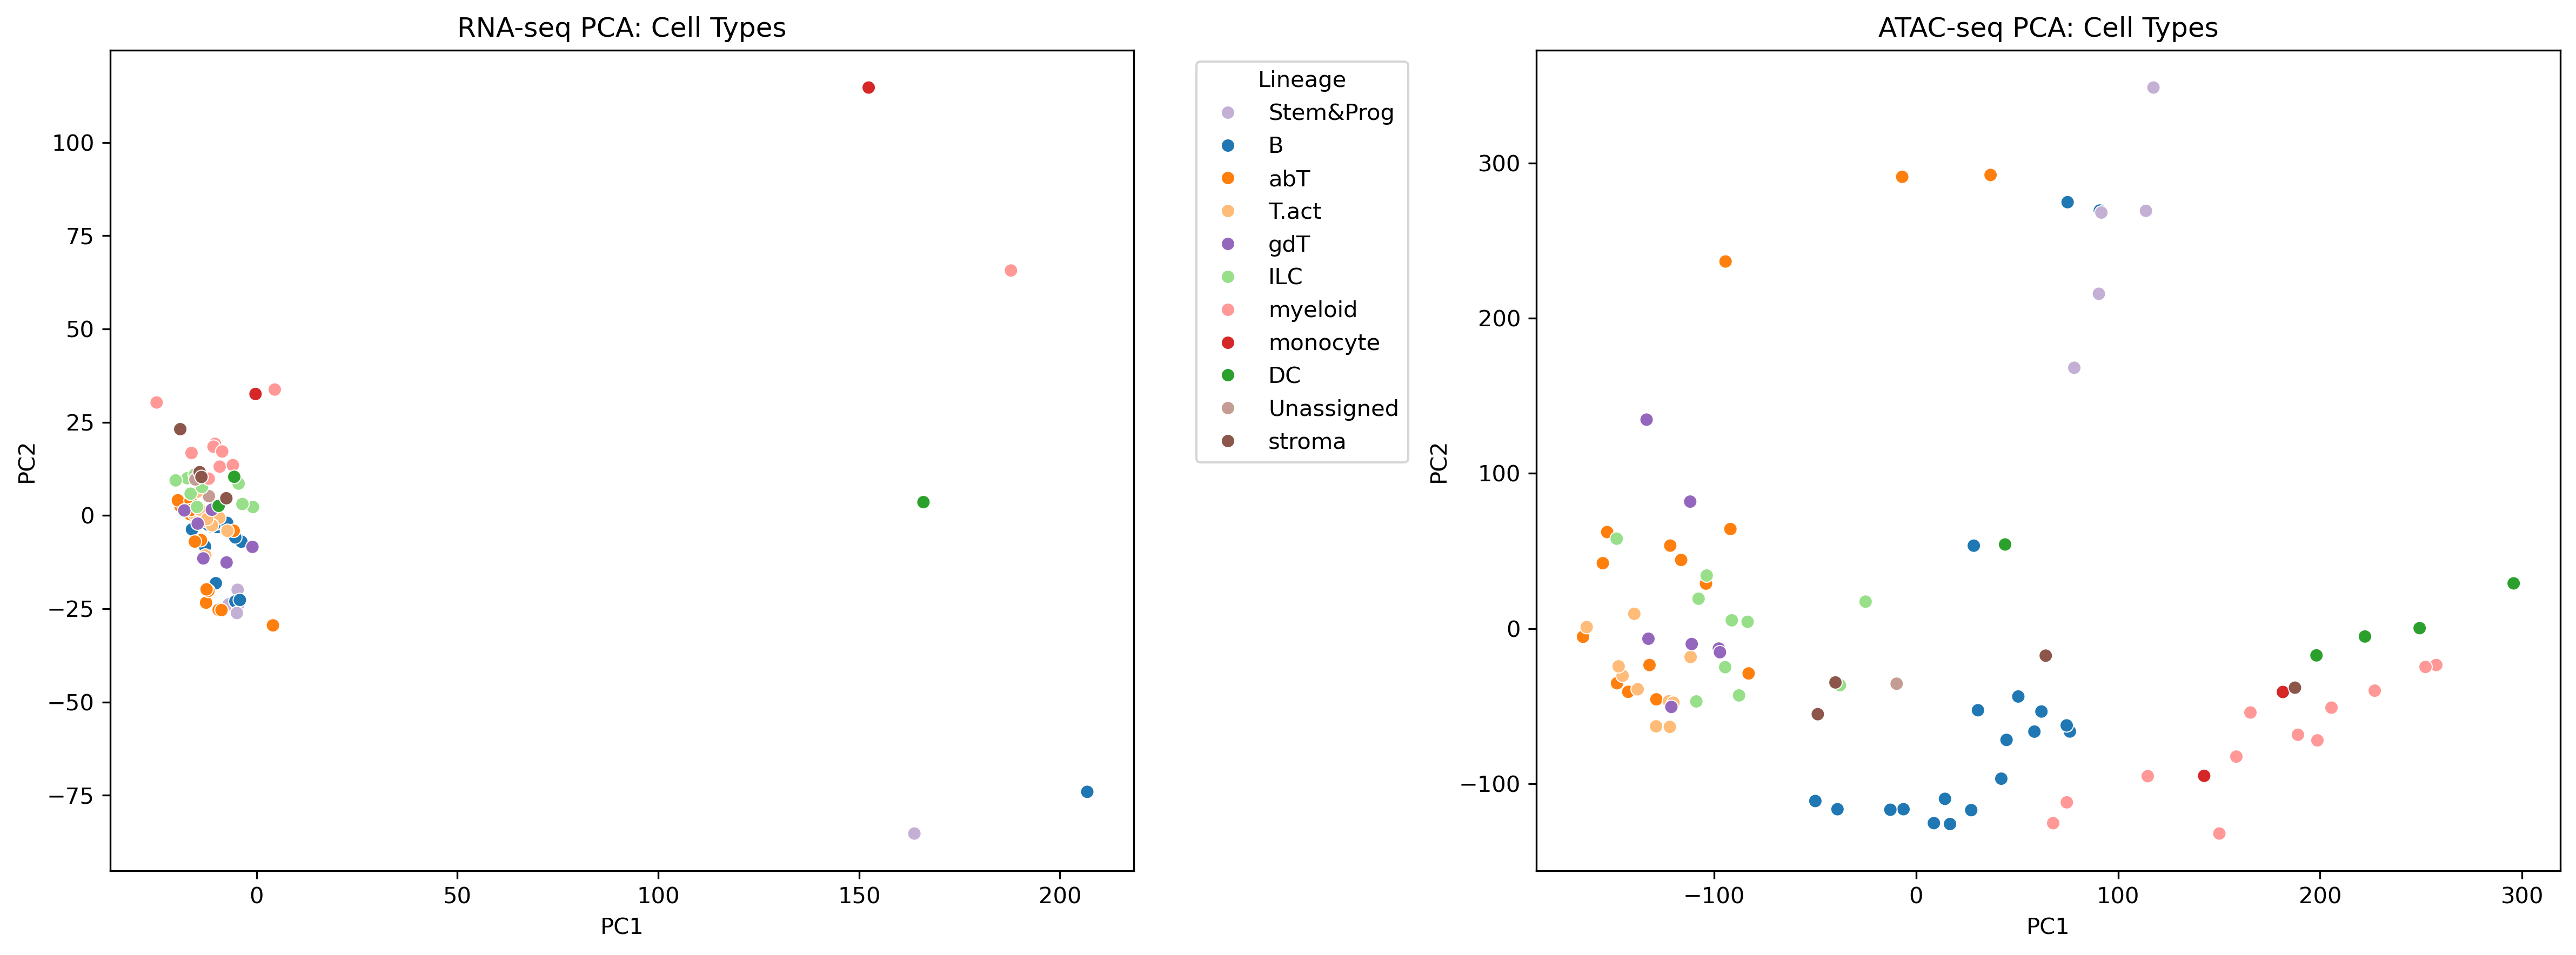 RNA-seq PCA: Cell Types
PC2
100
75
50
25
0
−25
−50
−75
0
50
100
150
200
PC1
Lineage
Stem&Prog
B
abT
T.act
gdT
ILC
myeloid
monocyte
DC
Unassigned
stroma
ATAC-seq PCA: Cell Types
PC2
300
200
100
0
−100
−100
0
100
200
300
PC1